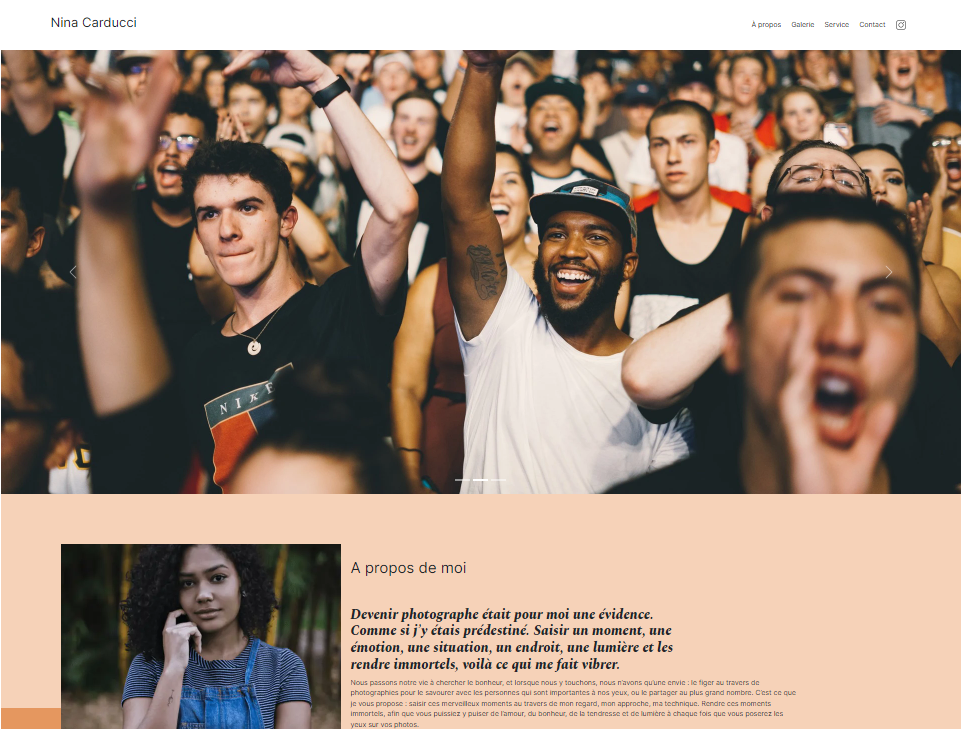 Nina Carducci
À propos Galerie Service Contact
NIKE
A propos de moi
Devenir photographe était pour moi une évidence.
Comme si j'y étais prédestiné. Saisir un moment, une
émotion, une situation, un endroit, une lumière et les
rendre immortels, voilà ce qui me fait vibrer.
Nous passons notre vie à chercher le bonheur, et lorsque nous y touchons, nous n'avons qu'une envie : le figer au travers de
photographies pour le savourer avec les personnes qui sont importantes à nos yeux, ou le partager au plus grand nombre. C'est ce que
je vous propose : saisir ces merveilleux moments au travers de mon regard, mon approche, ma technique. Rendre ces moments
immortels, afin que vous puissiez y puiser de l'amour, du bonheur, de la tendresse et de lumière à chaque fois que vous poserez les
yeux sur vos photos.